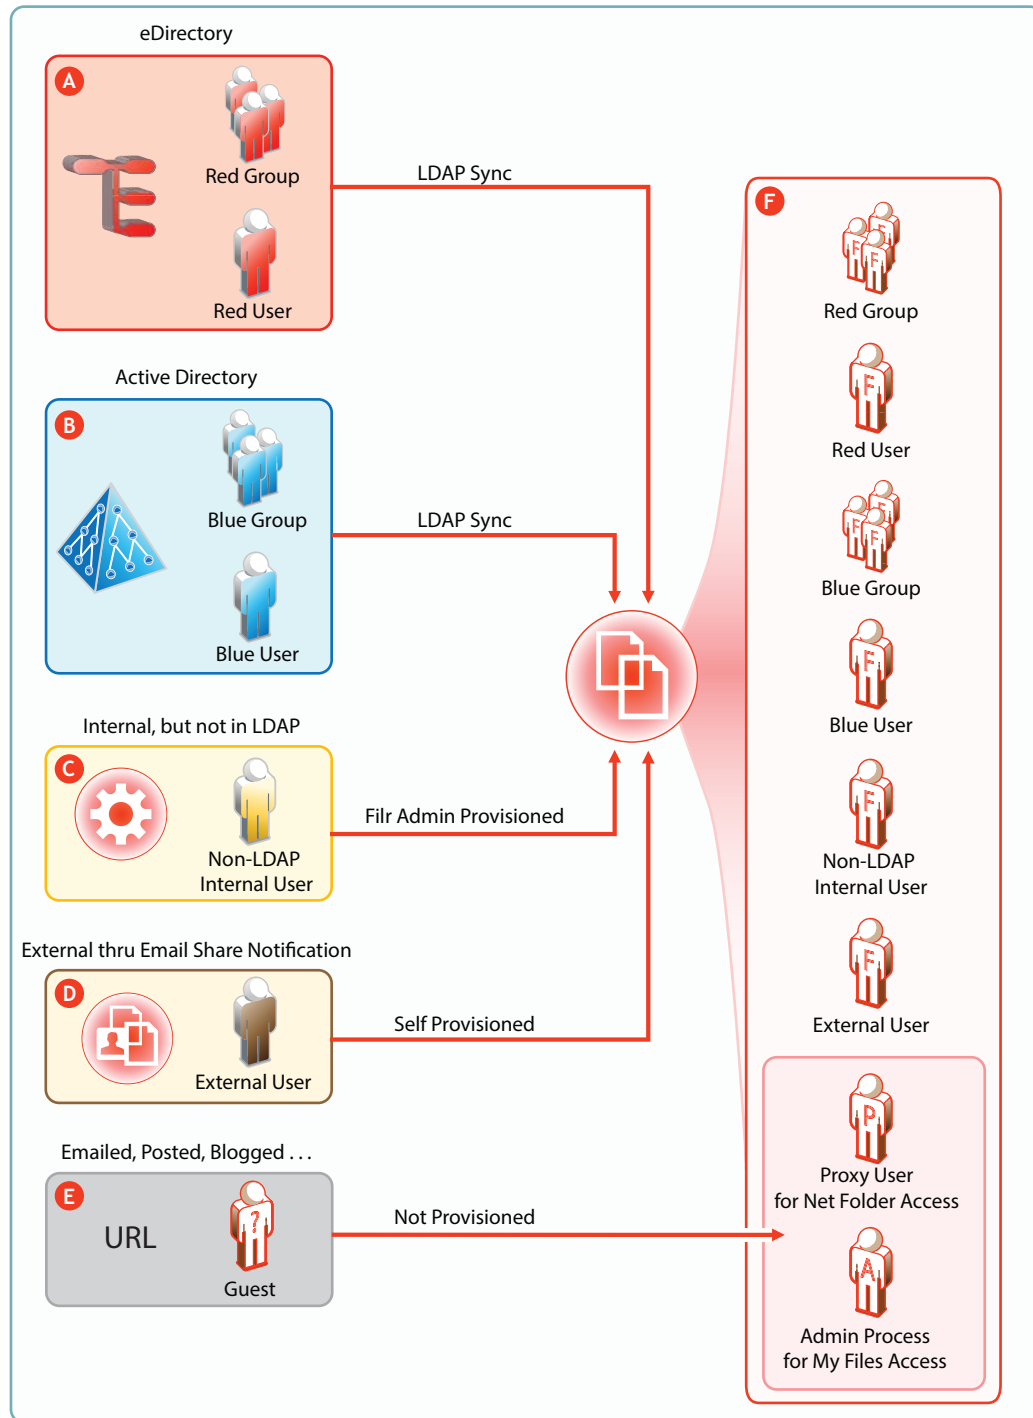 eDirectory
A
Red Group
Red User
LDAP Sync
Active Directory
B
Blue Group
Blue User
LDAP Sync
Internal, but not in LDAP
C
Non-LDAP
Internal User
Filr Admin Provisioned
External thru Email Share Notification
D
External User
Self Provisioned
Emailed, Posted, Blogged . . .
E
URL
?
Guest
Not Provisioned
F
F
F
F
Red Group
F
Red User
F
F
F
Blue Group
F
Blue User
F
Non-LDAP
Internal User
F
External User
P
Proxy User
for Net Folder Access
A
Admin Process
for My Files Access